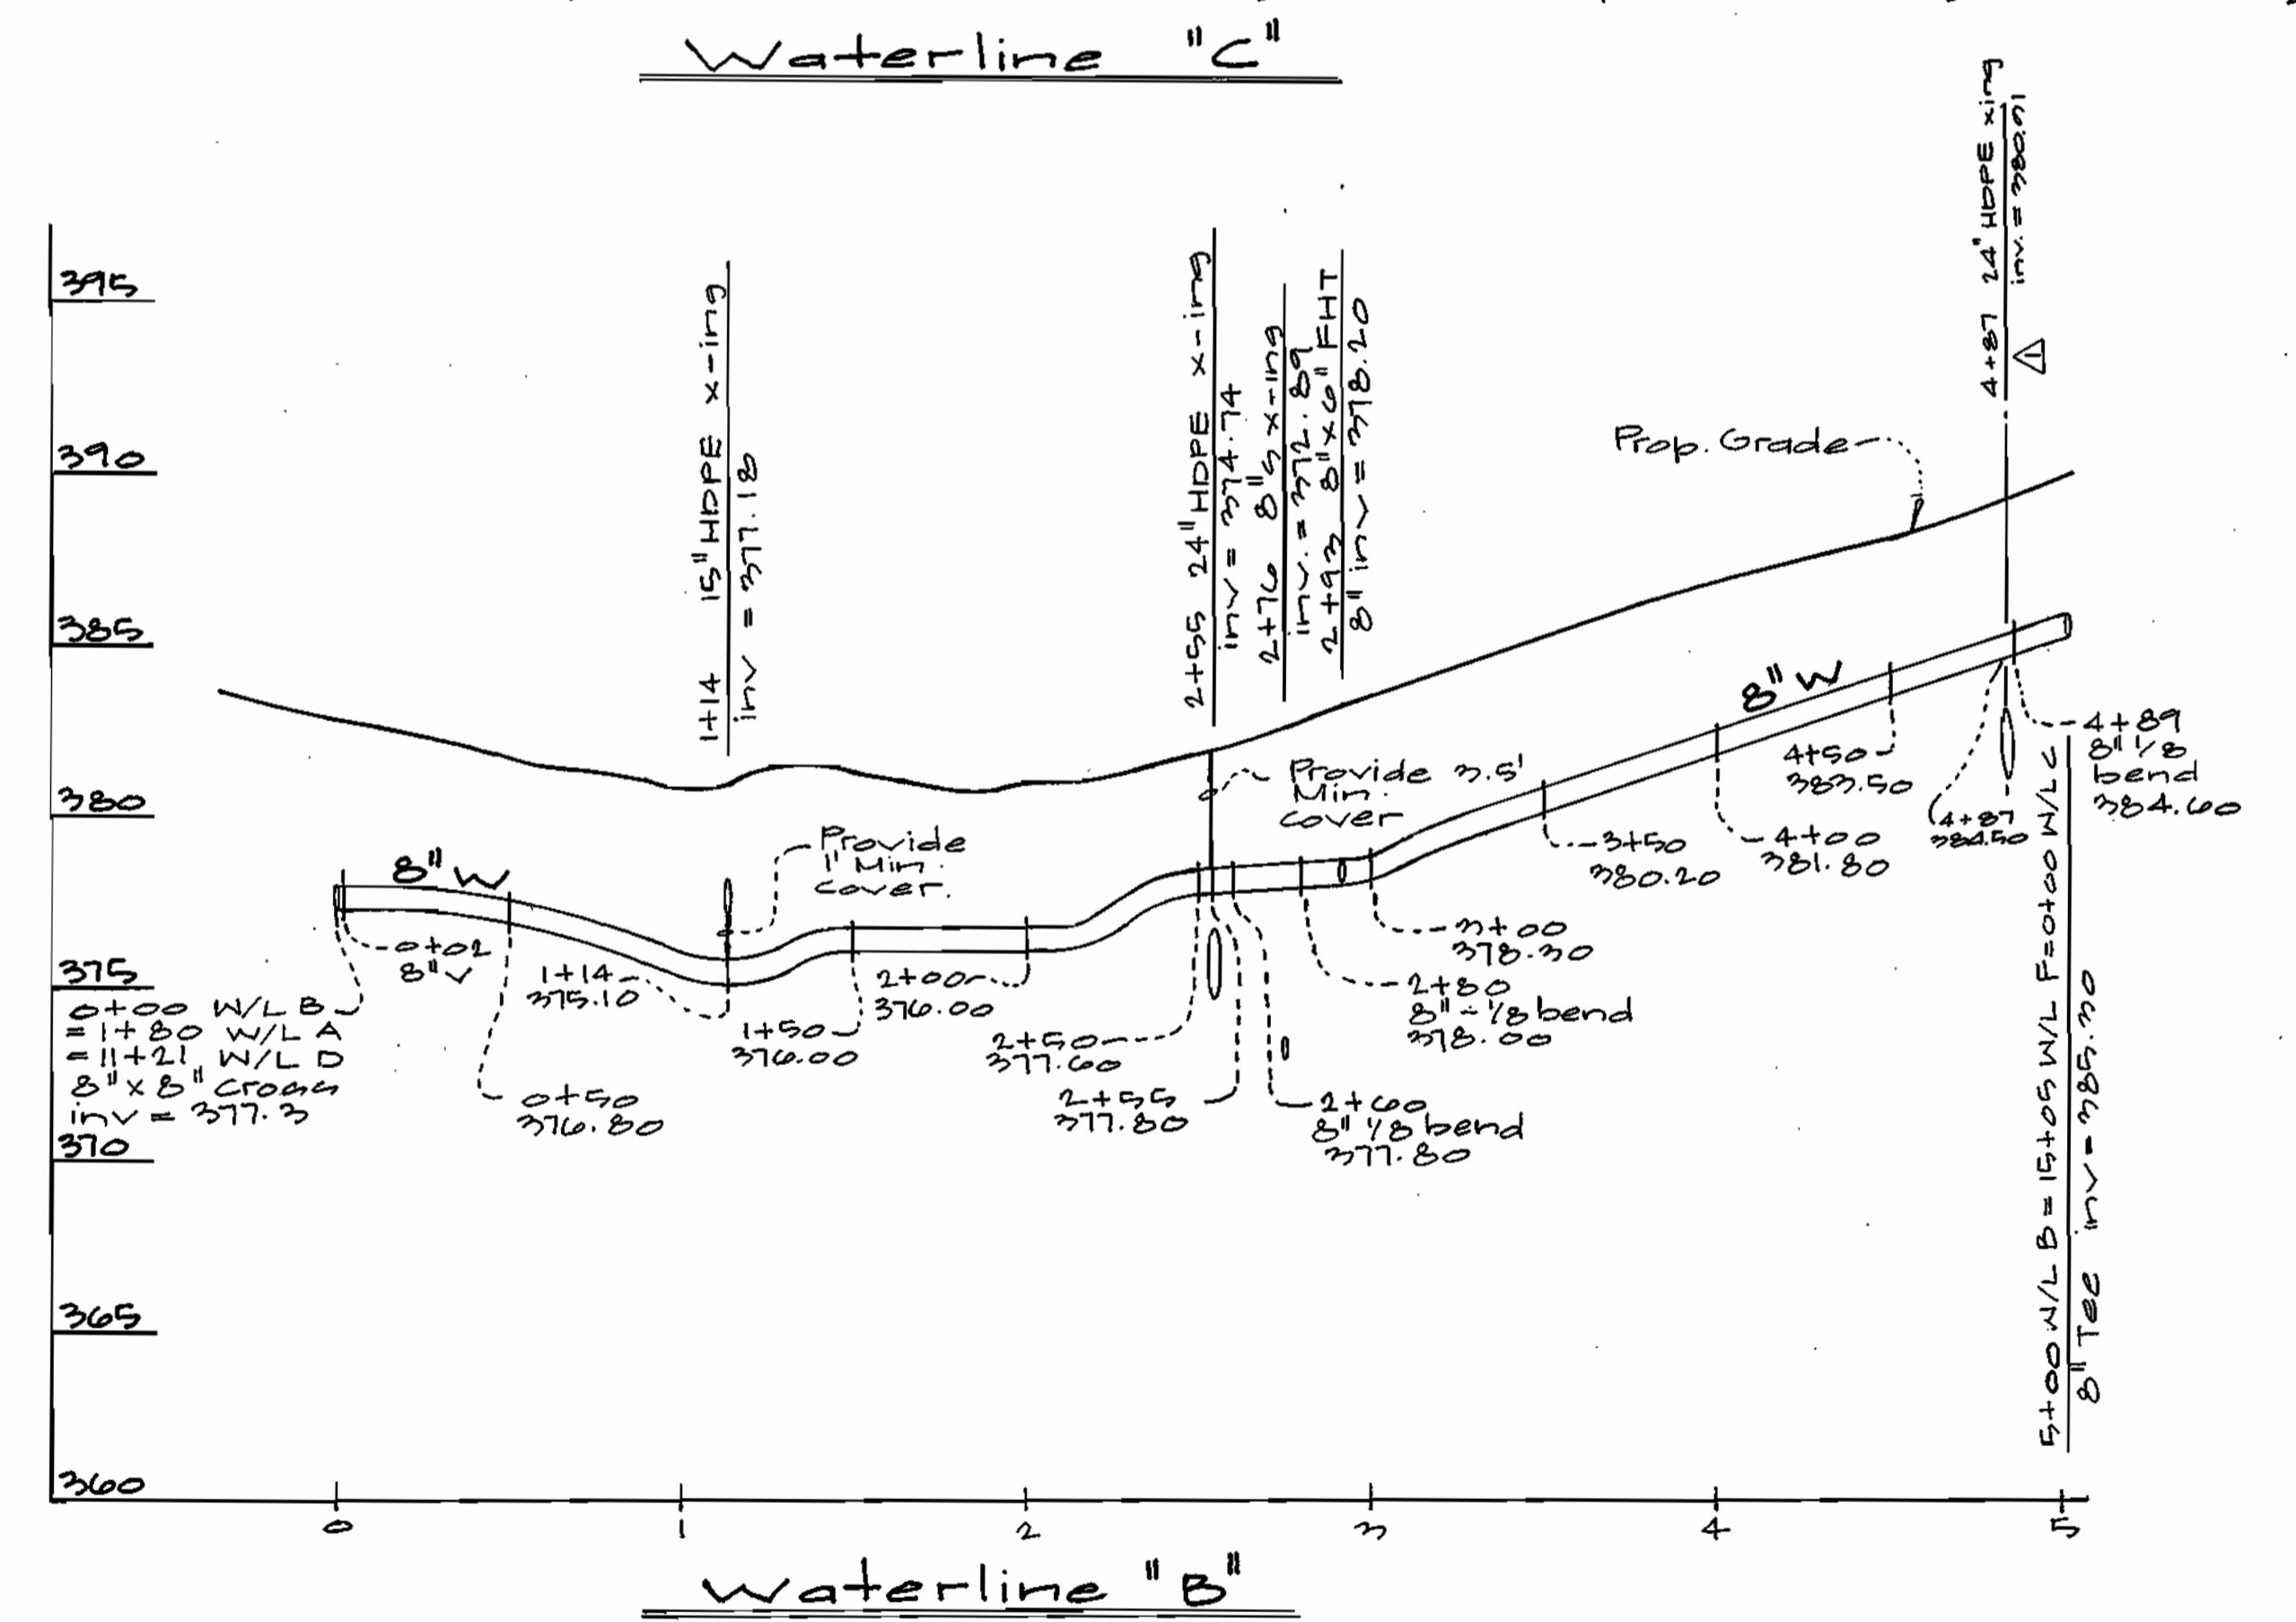 Waterline "C"
4+87 24" HDPE xing
inv. = 380.91
1
395
390
385
380
375
370
365
360
1+14 15" HDPE x-ing
inv = 377.18
2+55 24" HDPE x-ing
inv = 374.74
2+76 8"s x-ing
inv. = 372.89
2+93 8"x6" FHT
8" inv = 378.20
Prop. Grade
Provide 3.5'
Min.
cover
Provide
1' Min.
cover.
8" W
8" W
0+02
8" V
0+00 W/L B
= 1+80 W/L A
= 11+21 W/L D
8" x 8" Cross
inv = 377.3
0+50
376.80
1+14
375.10
1+50
376.00
2+00
376.00
2+50
377.60
2+55
377.80
2+60
8" 1/8 bend
377.80
2+80
8" - 1/8 bend
378.00
3+00
378.30
3+50
380.20
4+00
381.80
4+50
383.50
4+87
384.50
4+89
8" 1/8
bend
384.60
5+00 W/L B = 15+05 W/L F = 0+00 W/L C
8" Tee inv = 385.30
0 1 2 3 4 5
Waterline "B"